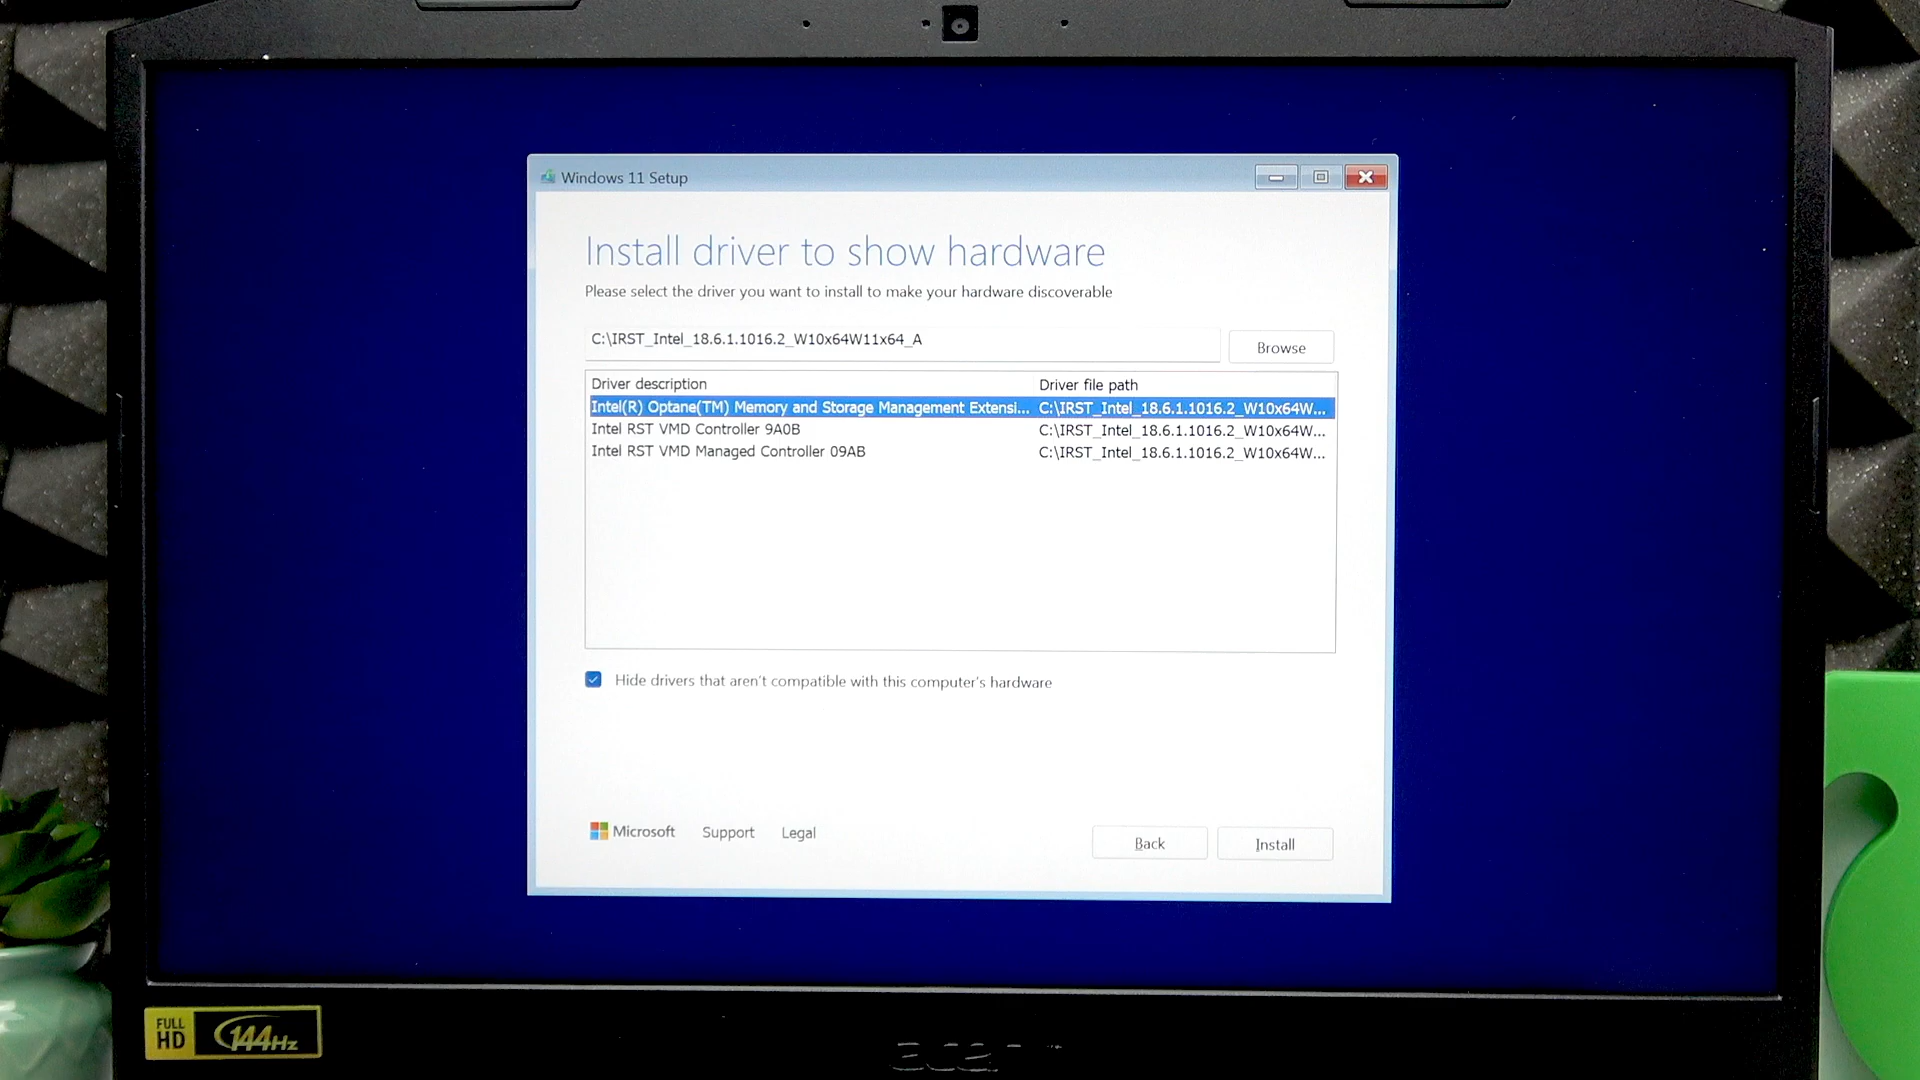 Windows 11 Setup
Install driver to show hardware
Please select the driver you want to install to make your hardware discoverable
C:\IRST_Intel_18.6.1.1016.2_W10x64W11x64_A
Browse
Driver description Driver file path
Intel(R) Optane(TM) Memory and Storage Management Extensi... C:\IRST_Intel_18.6.1.1016.2_W10x64W...
Intel RST VMD Controller 9A0B C:\IRST_Intel_18.6.1.1016.2_W10x64W...
Intel RST VMD Managed Controller 09AB C:\IRST_Intel_18.6.1.1016.2_W10x64W...
Hide drivers that aren't compatible with this computer's hardware
Microsoft Support Legal
Back Install
FULL HD 144Hz
acer